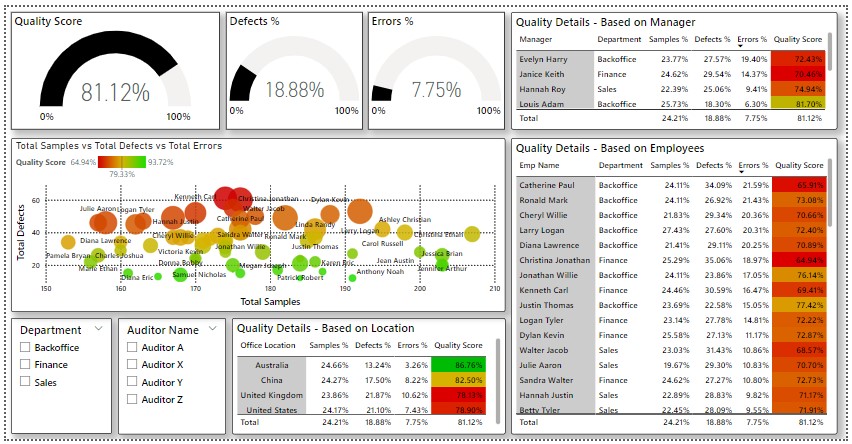 Quality Score
81.12%
0%
100%
Defects %
18.88%
0%
100%
Errors %
7.75%
0%
100%
Quality Details - Based on Manager
Manager Department Samples % Defects % Errors % Quality Score
Evelyn Harry Backoffice 23.77% 27.57% 19.40% 72.43%
Janice Keith Finance 24.62% 29.54% 14.37% 70.46%
Hannah Roy Sales 22.39% 25.06% 9.41% 74.94%
Louis Adam Backoffice 25.73% 18.30% 6.30% 81.70%
Total 24.21% 18.88% 7.75% 81.12%
Total Samples vs Total Defects vs Total Errors
Quality Score 64.94% 93.72%
79.33%
Total Defects
60
40
20
Kenneth Carl
Christina Jonathan
Dylan Kevin
Julie Aaron
Logan Tyler
Walter Jacob
Hannah Justin
Catherine Paul
Linda Randy
Ashley Christian
Larry Logan
Cheryl Willie
Sandra Walter
Ronald Mark
Christina Ethan
Diana Lawrence
Jonathan Willie
Justin Thomas
Carol Russell
Victoria Kevin
Pamela Bryan
Charles Joshua
Jessica Brian
Donna Bobby
Megan Joseph
Karen Eric
Jean Austin
Marie Ethan
Diana Eric
Samuel Nicholas
Patrick Robert
Anthony Noah
Jennifer Arthur
150 160 170 180 190 200 210
Total Samples
Department
Backoffice
Finance
Sales
Auditor Name
Auditor A
Auditor X
Auditor Y
Auditor Z
Quality Details - Based on Location
Office Location Samples % Defects % Errors % Quality Score
Australia 24.66% 13.24% 3.26% 86.76%
China 24.27% 17.50% 8.22% 82.50%
United Kingdom 23.86% 21.87% 10.62% 78.13%
United States 24.17% 21.10% 7.43% 78.90%
Total 24.21% 18.88% 7.75% 81.12%
Quality Details - Based on Employees
Emp Name Department Samples % Defects % Errors % Quality Score
Catherine Paul Backoffice 24.11% 34.09% 21.59% 65.91%
Ronald Mark Backoffice 24.11% 26.92% 21.43% 73.08%
Cheryl Willie Backoffice 21.83% 29.34% 20.36% 70.66%
Larry Logan Backoffice 27.43% 27.60% 20.31% 72.40%
Diana Lawrence Backoffice 21.41% 29.11% 20.25% 70.89%
Christina Jonathan Finance 25.29% 35.06% 18.97% 64.94%
Jonathan Willie Backoffice 24.11% 23.86% 17.05% 76.14%
Kenneth Carl Finance 24.46% 30.59% 16.47% 69.41%
Justin Thomas Backoffice 23.69% 22.58% 15.05% 77.42%
Logan Tyler Finance 23.14% 27.78% 14.81% 72.22%
Dylan Kevin Finance 25.58% 27.13% 11.17% 72.87%
Walter Jacob Sales 23.03% 31.43% 10.86% 68.57%
Julie Aaron Sales 19.67% 29.30% 10.83% 70.70%
Sandra Walter Finance 24.62% 27.27% 10.80% 72.73%
Hannah Justin Sales 22.89% 28.83% 9.82% 71.17%
Betty Tyler Sales 22.45% 28.09% 9.55% 71.91%
Total 24.21% 18.88% 7.75% 81.12%